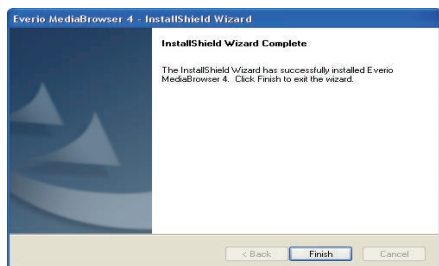 Everio MediaBrowser 4 - InstallShield Wizard
InstallShield Wizard Complete
The InstallShield Wizard has successfully installed Everio
MediaBrowser 4. Click Finish to exit the wizard.
< Back
Finish
Cancel